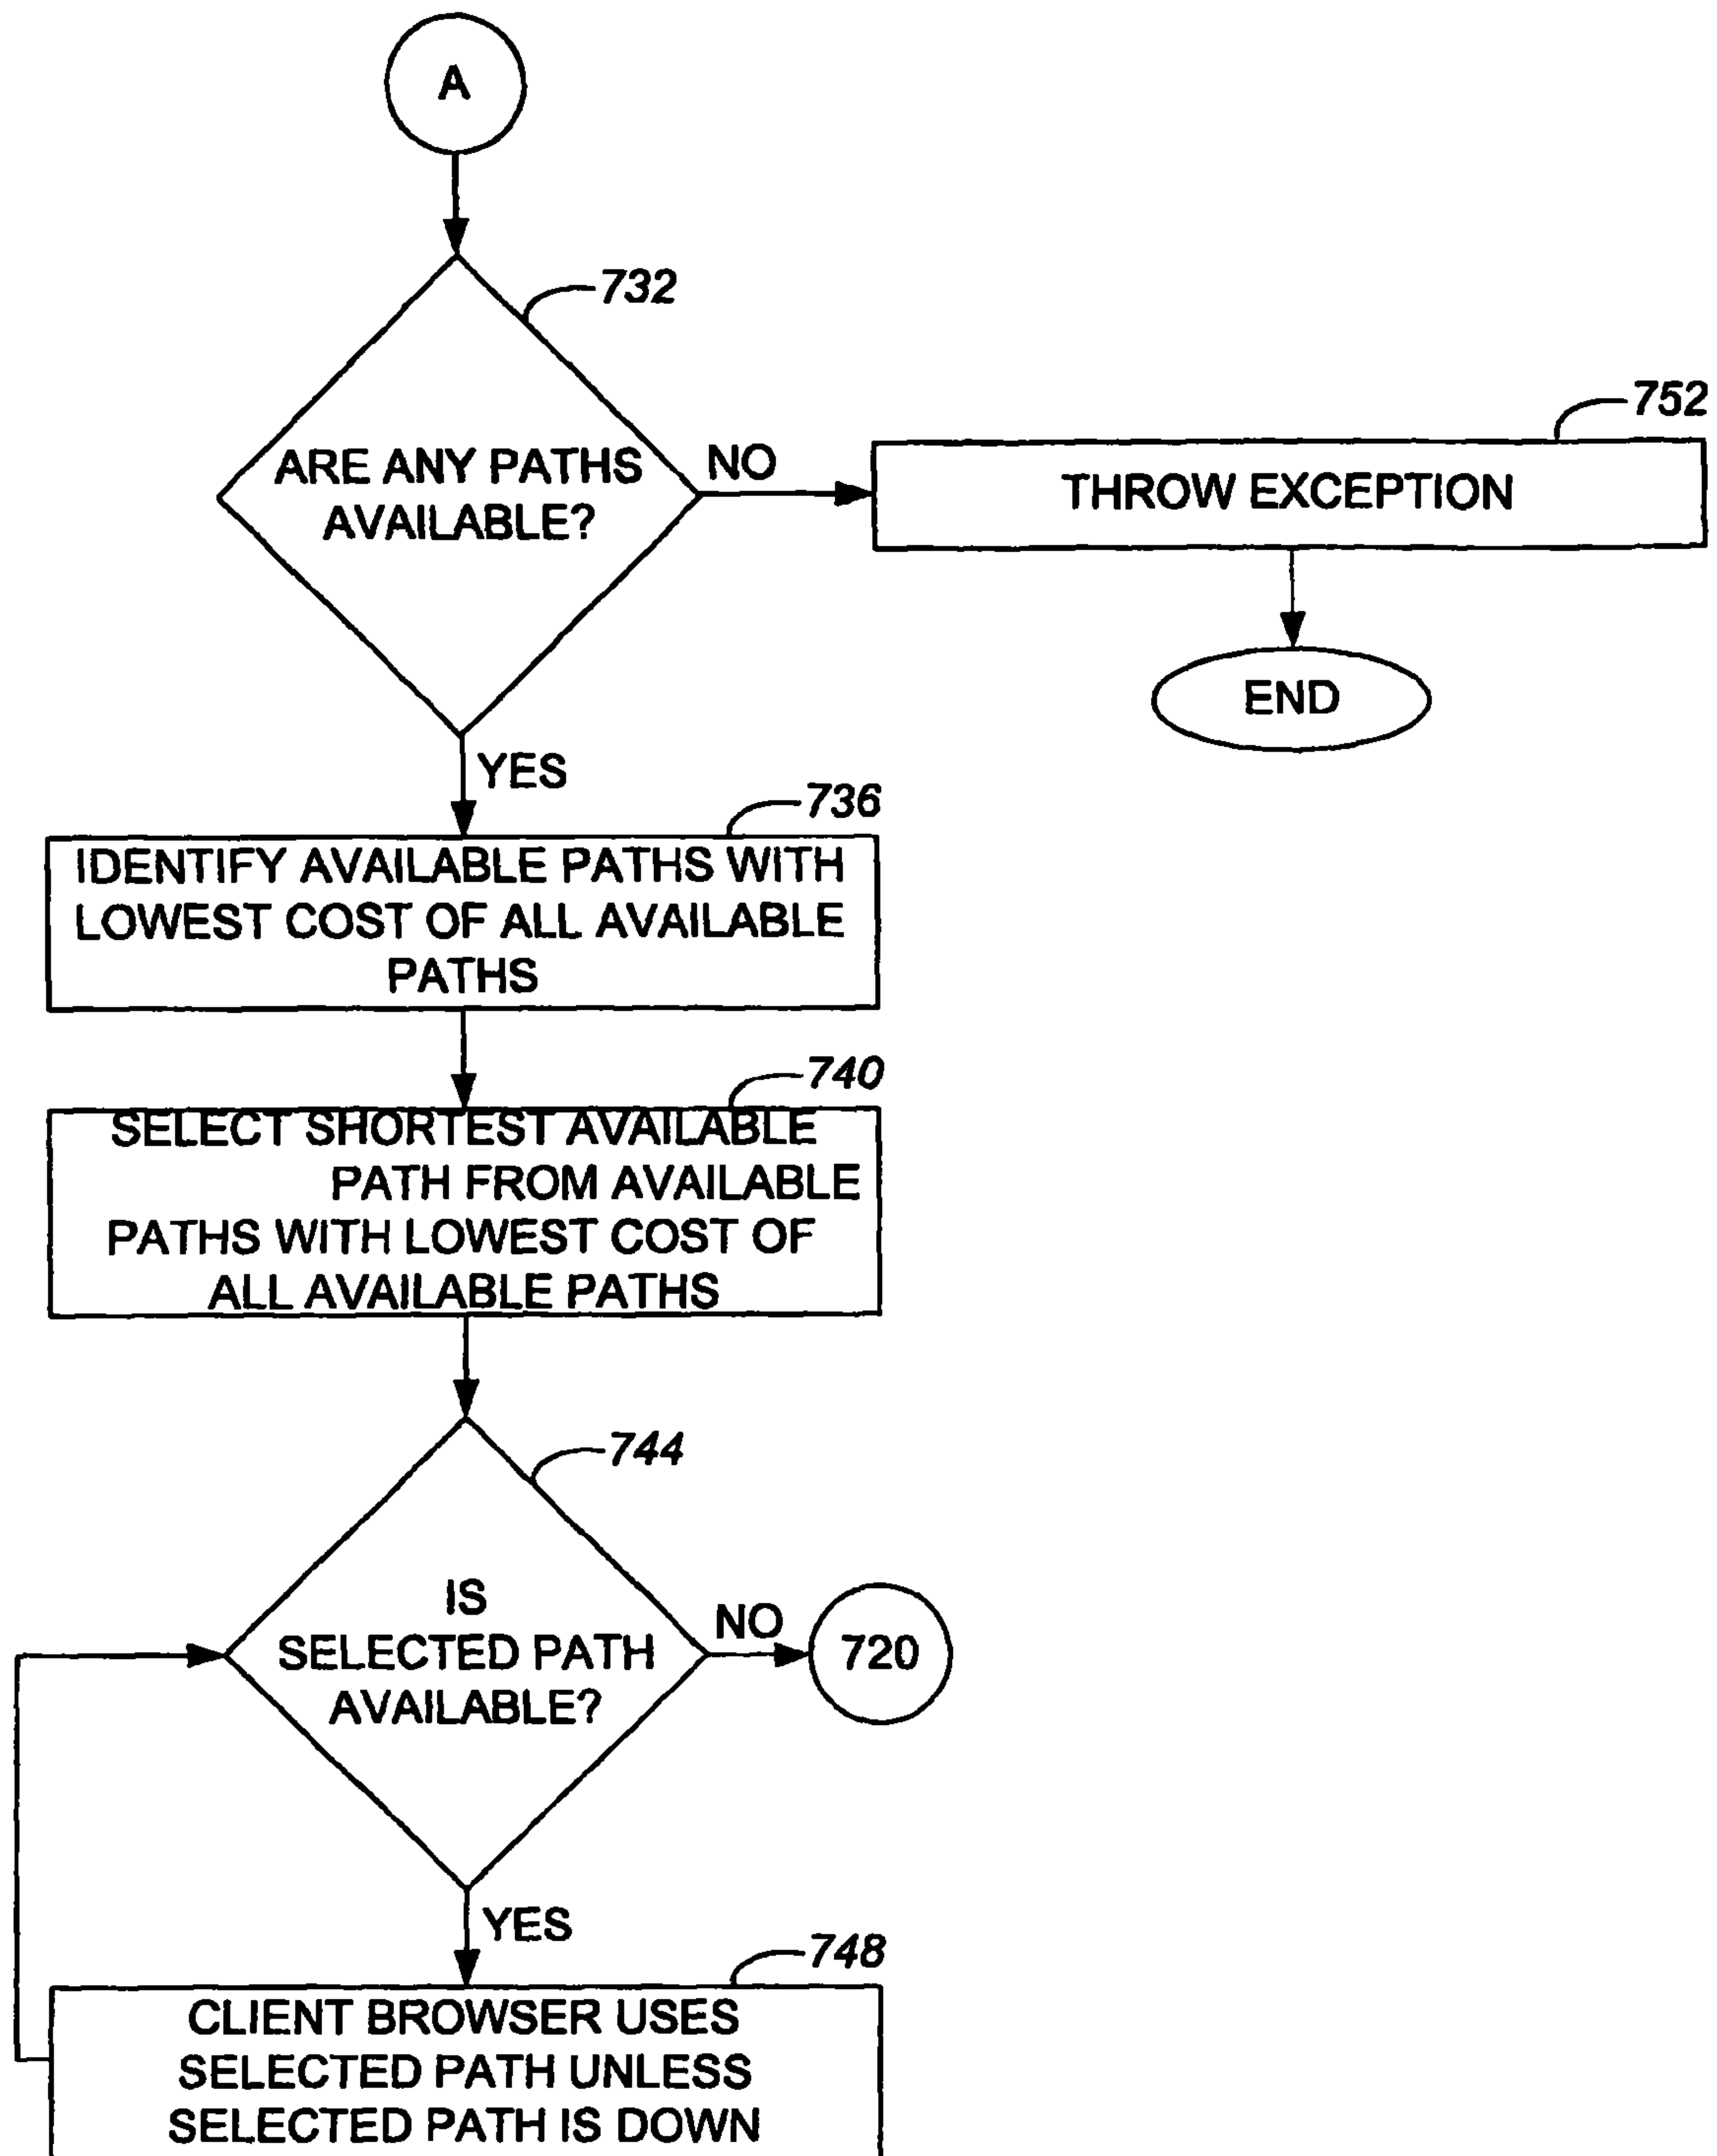 A
732
ARE ANY PATHS
AVAILABLE?
NO
752
THROW EXCEPTION
END
YES
736
IDENTIFY AVAILABLE PATHS WITH
LOWEST COST OF ALL AVAILABLE
PATHS
740
SELECT SHORTEST AVAILABLE
PATH FROM AVAILABLE
PATHS WITH LOWEST COST OF
ALL AVAILABLE PATHS
744
IS
SELECTED PATH
AVAILABLE?
NO
720
YES
748
CLIENT BROWSER USES
SELECTED PATH UNLESS
SELECTED PATH IS DOWN